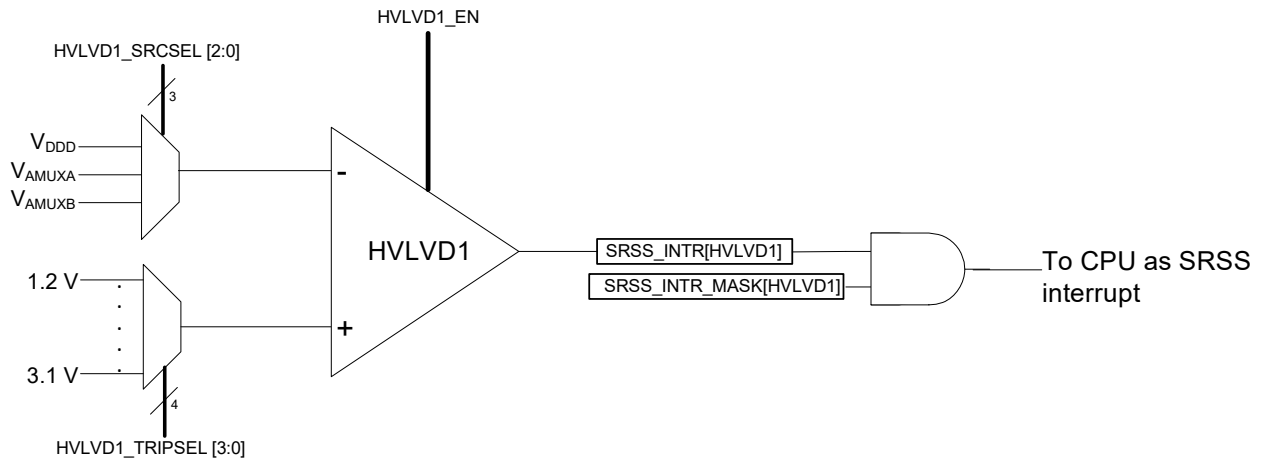 HVLVD1_EN
HVLVD1_SRCSEL [2:0]
3
VDDD
VAMUXA
VAMUXB
-
HVLVD1
SRSS_INTR[HVLVD1]
SRSS_INTR_MASK[HVLVD1]
To CPU as SRSS
interrupt
1.2 V
+
3.1 V
4
HVLVD1_TRIPSEL [3:0]